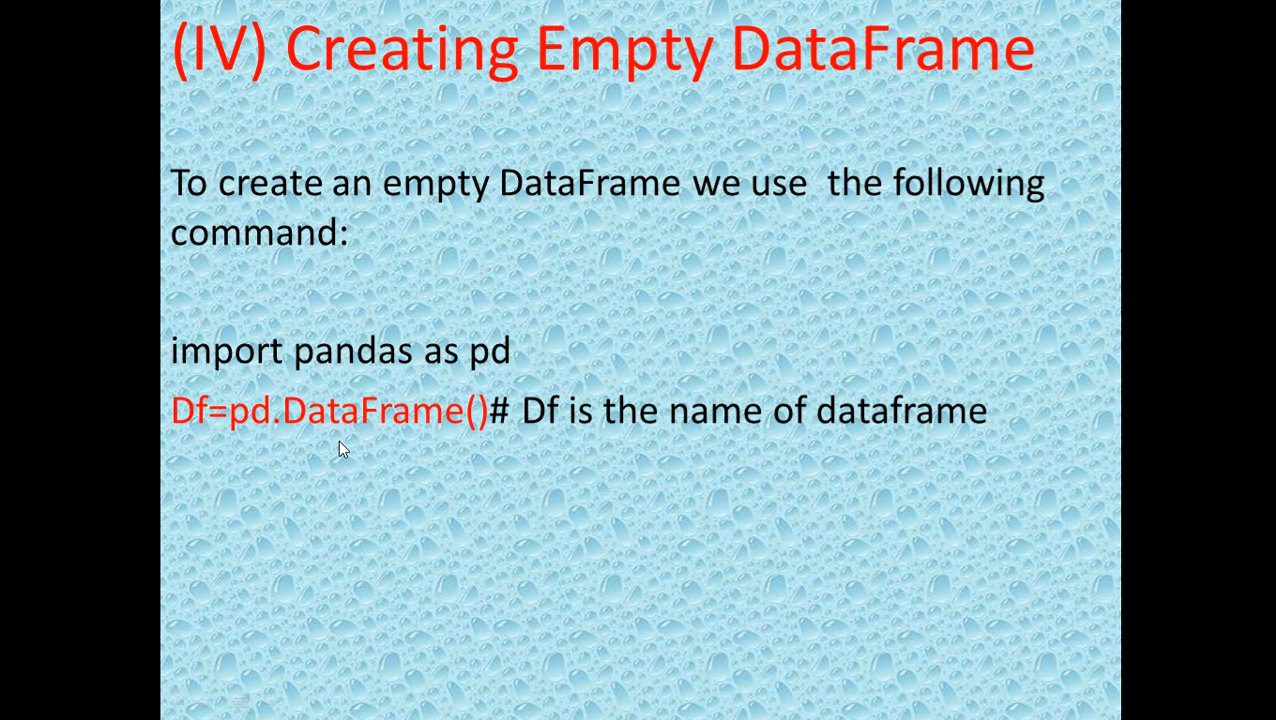 (IV) Creating Empty DataFrame
To create an empty DataFrame we use  the following
command:
import pandas as pd
Df=pd.DataFrame()# Df is the name of dataframe